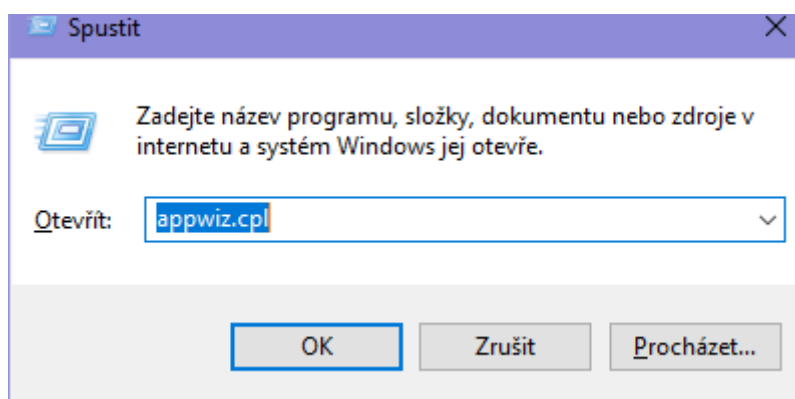 Spustit
Zadejte název programu, složky, dokumentu nebo zdroje v
internetu a systém Windows jej otevře.
Otevřít: appwiz.cpl
OK Zrušit Procházet...